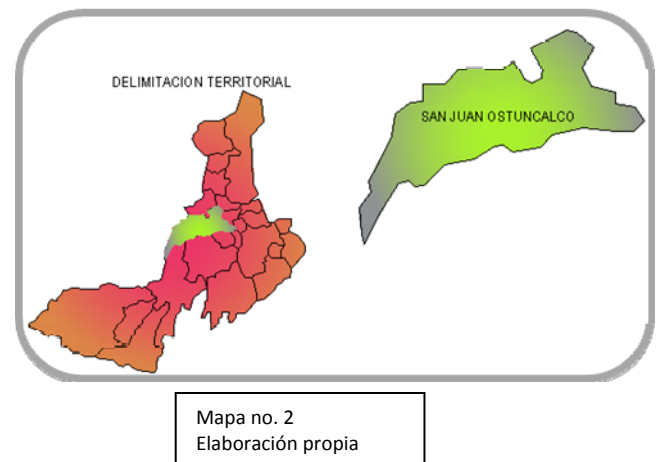 DELIMITACION TERRITORIAL
SAN JUAN OSTUNCALCO
Mapa no. 2
Elaboración propia